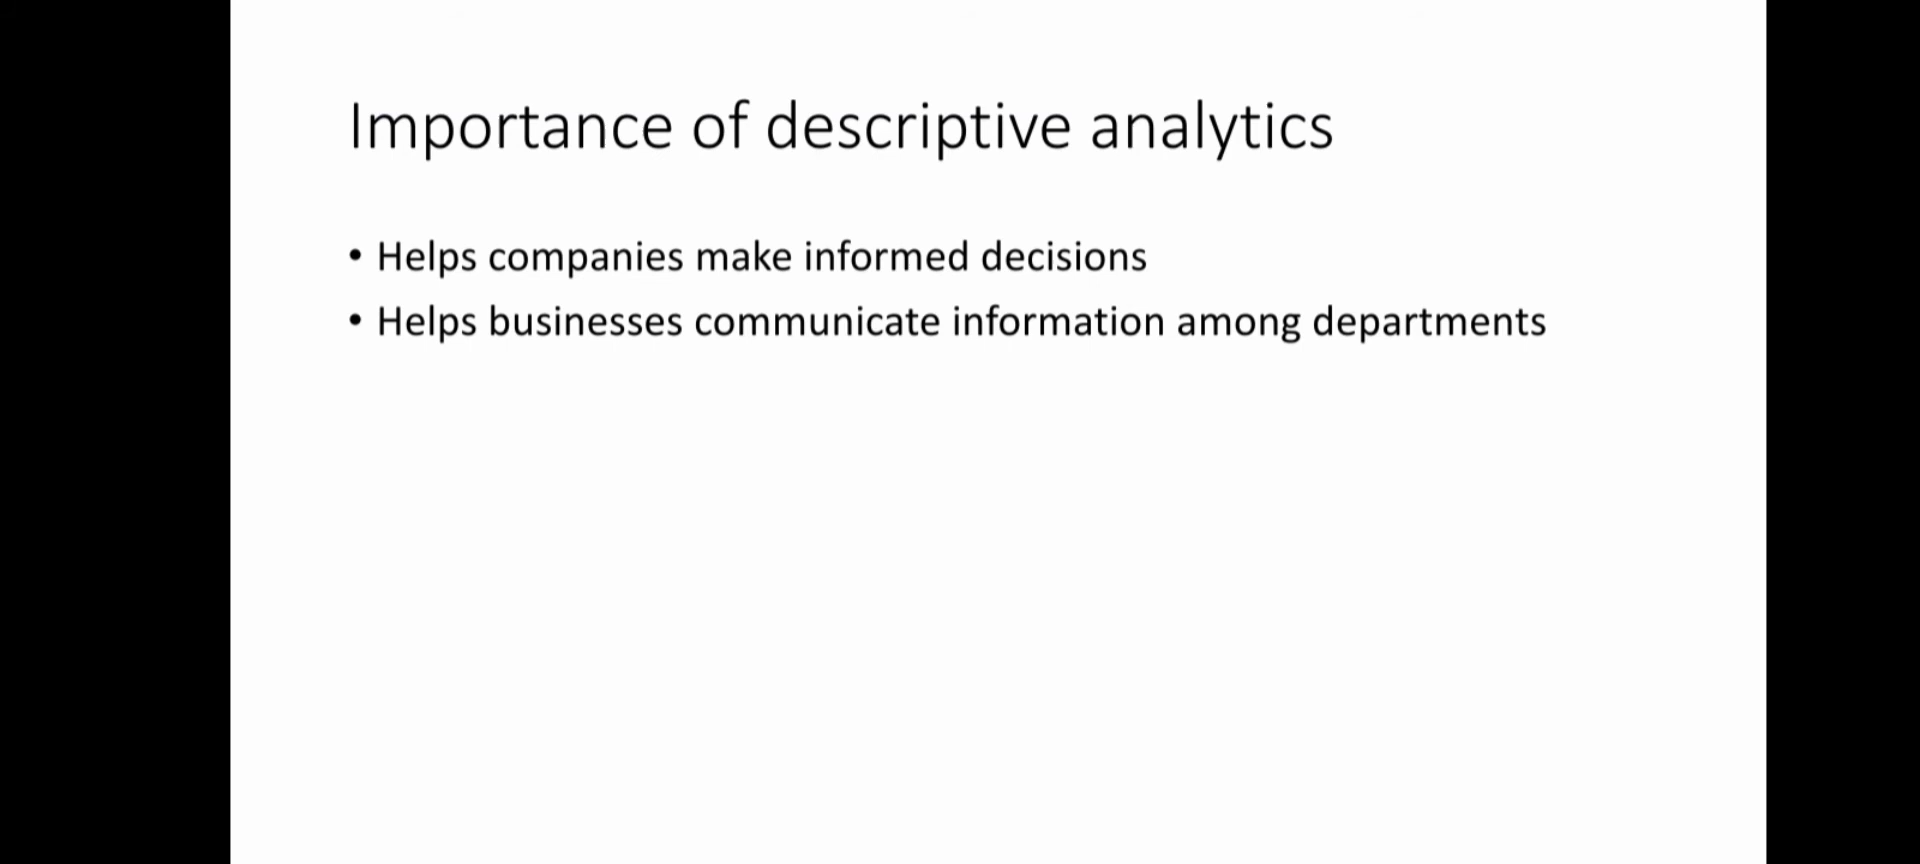 Importance of descriptive analytics
• Helps companies make informed decisions
• Helps businesses communicate information among departments